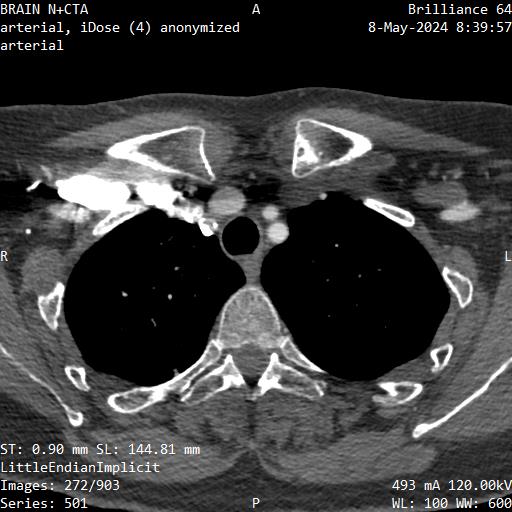 BRAIN N+CTA
A
Brilliance 64
arterial, iDose (4) anonymized
8-May-2024 8:39:57
arterial
R
L
ST: 0.90 mm SL: 144.81 mm
LittleEndianImplicit
Images: 272/903
493 mA 120.00kV
Series: 501
P
WL: 100 WW: 600